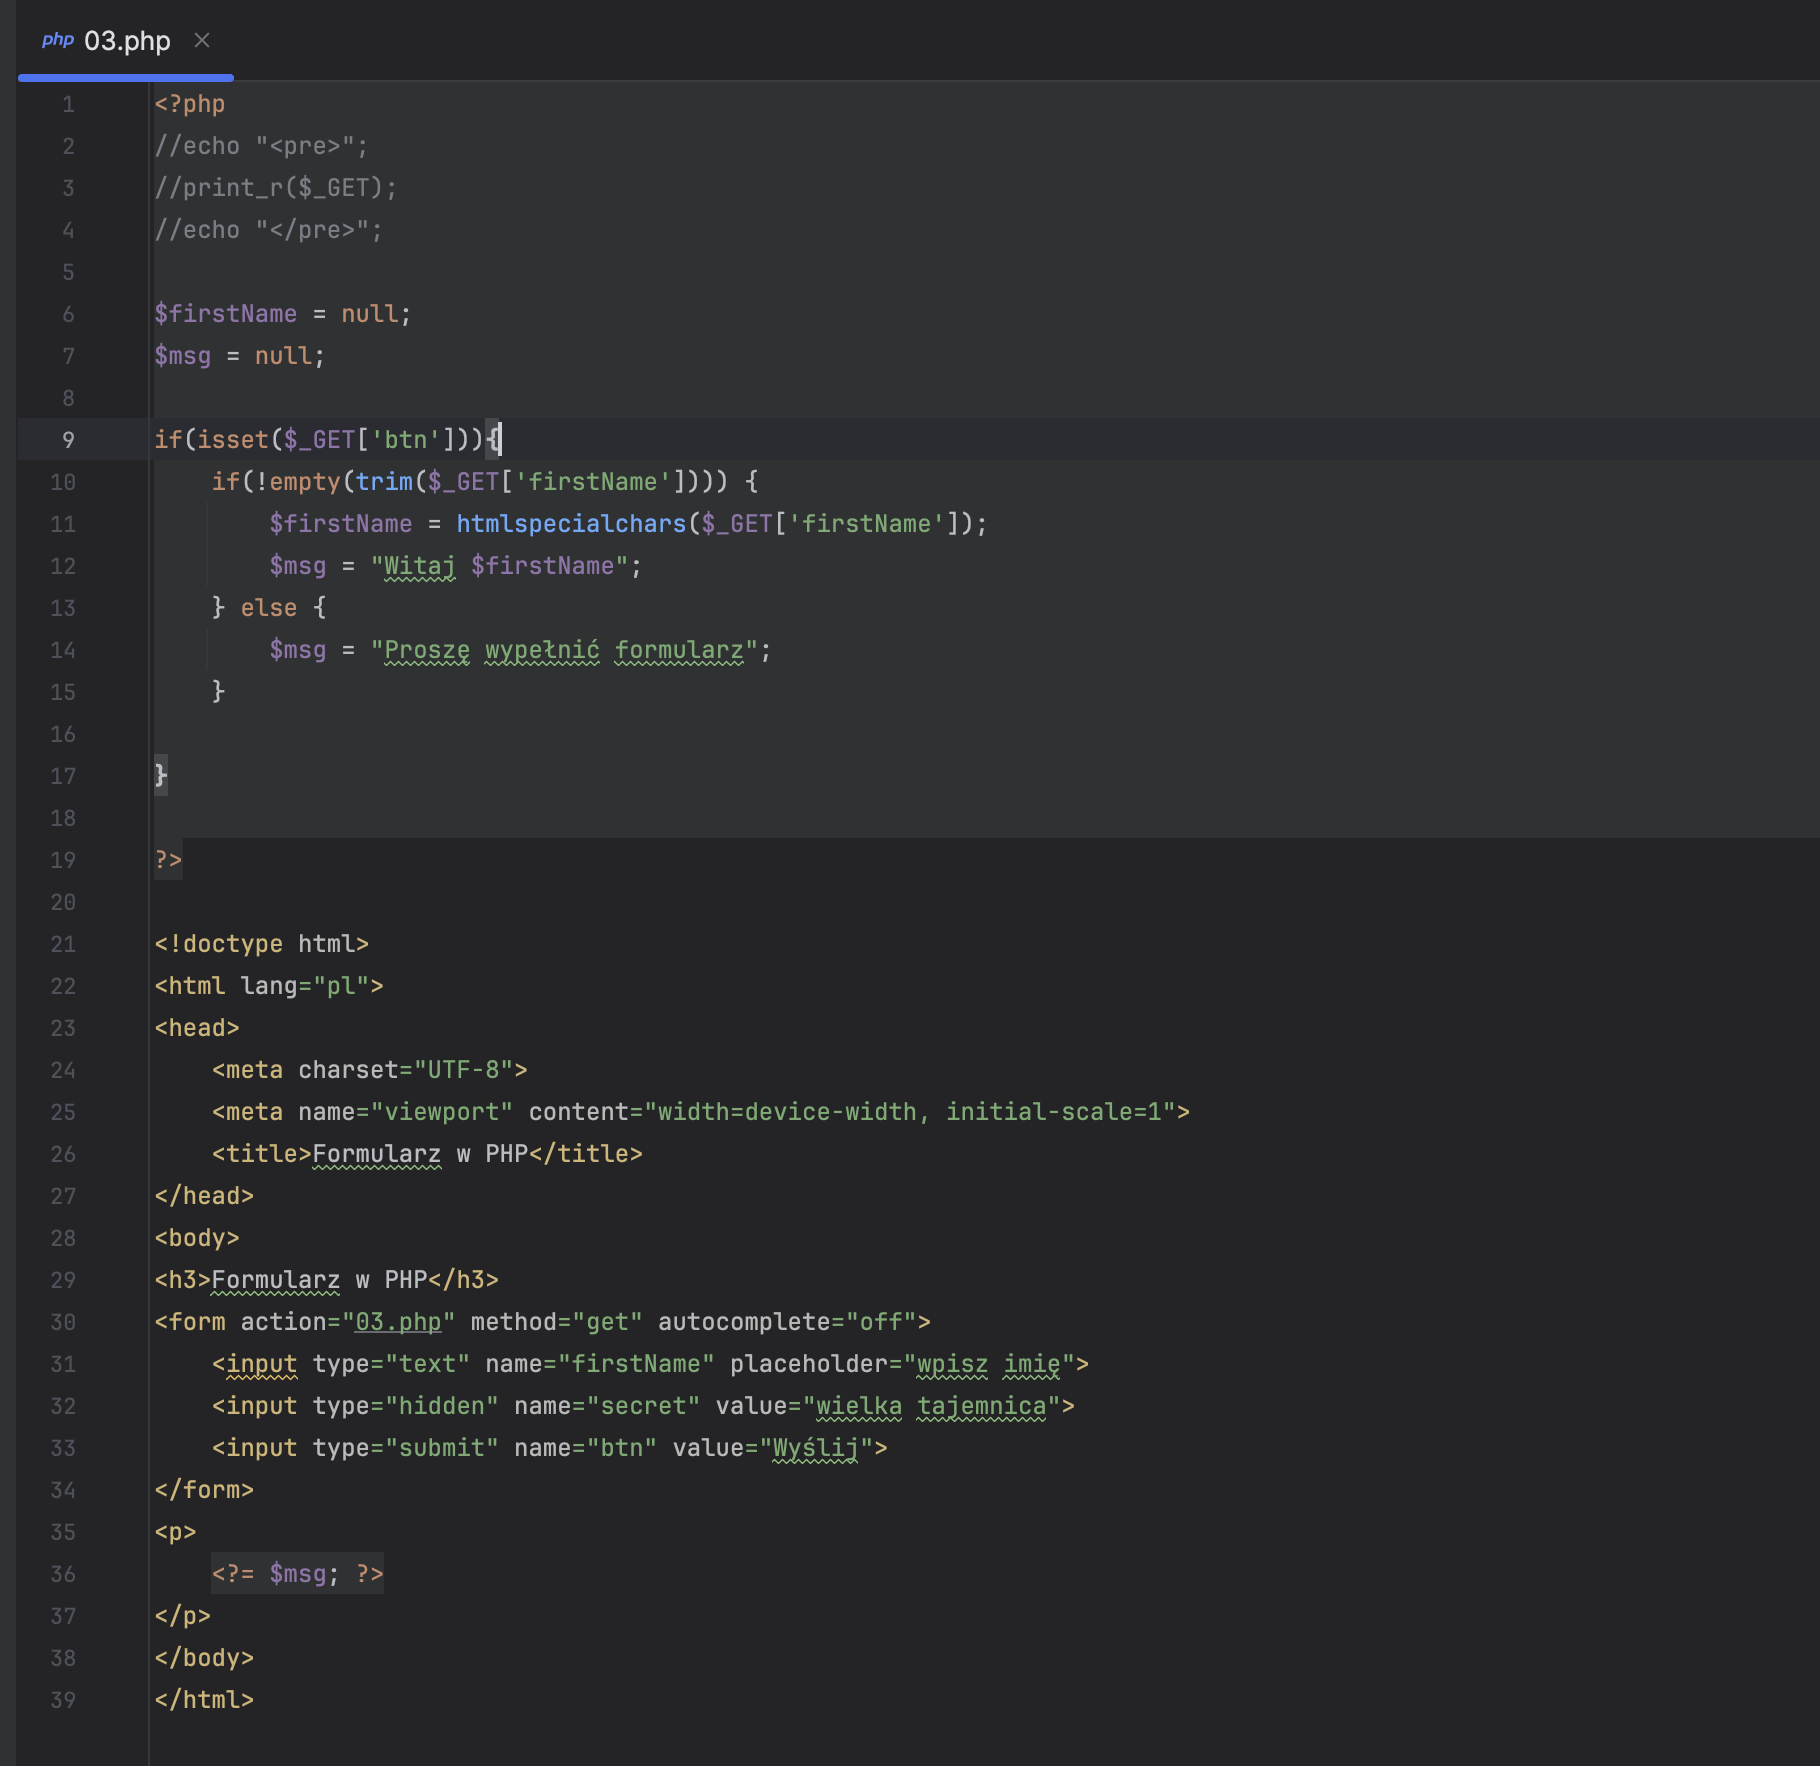 php 03.php
1 <?php
2 //echo "<pre>";
3 //print_r($_GET);
4 //echo "</pre>";
5
6 $firstName = null;
7 $msg = null;
8
9 if(isset($_GET['btn'])){
10     if(!empty(trim($_GET['firstName']))) {
11         $firstName = htmlspecialchars($_GET['firstName']);
12         $msg = "Witaj $firstName";
13     } else {
14         $msg = "Proszę wypełnić formularz";
15     }
16
17 }
18
19 ?>
20
21 <!doctype html>
22 <html lang="pl">
23 <head>
24     <meta charset="UTF-8">
25     <meta name="viewport" content="width=device-width, initial-scale=1">
26     <title>Formularz w PHP</title>
27 </head>
28 <body>
29 <h3>Formularz w PHP</h3>
30 <form action="03.php" method="get" autocomplete="off">
31     <input type="text" name="firstName" placeholder="wpisz imię">
32     <input type="hidden" name="secret" value="wielka tajemnica">
33     <input type="submit" name="btn" value="Wyślij">
34 </form>
35 <p>
36     <?= $msg; ?>
37 </p>
38 </body>
39 </html>